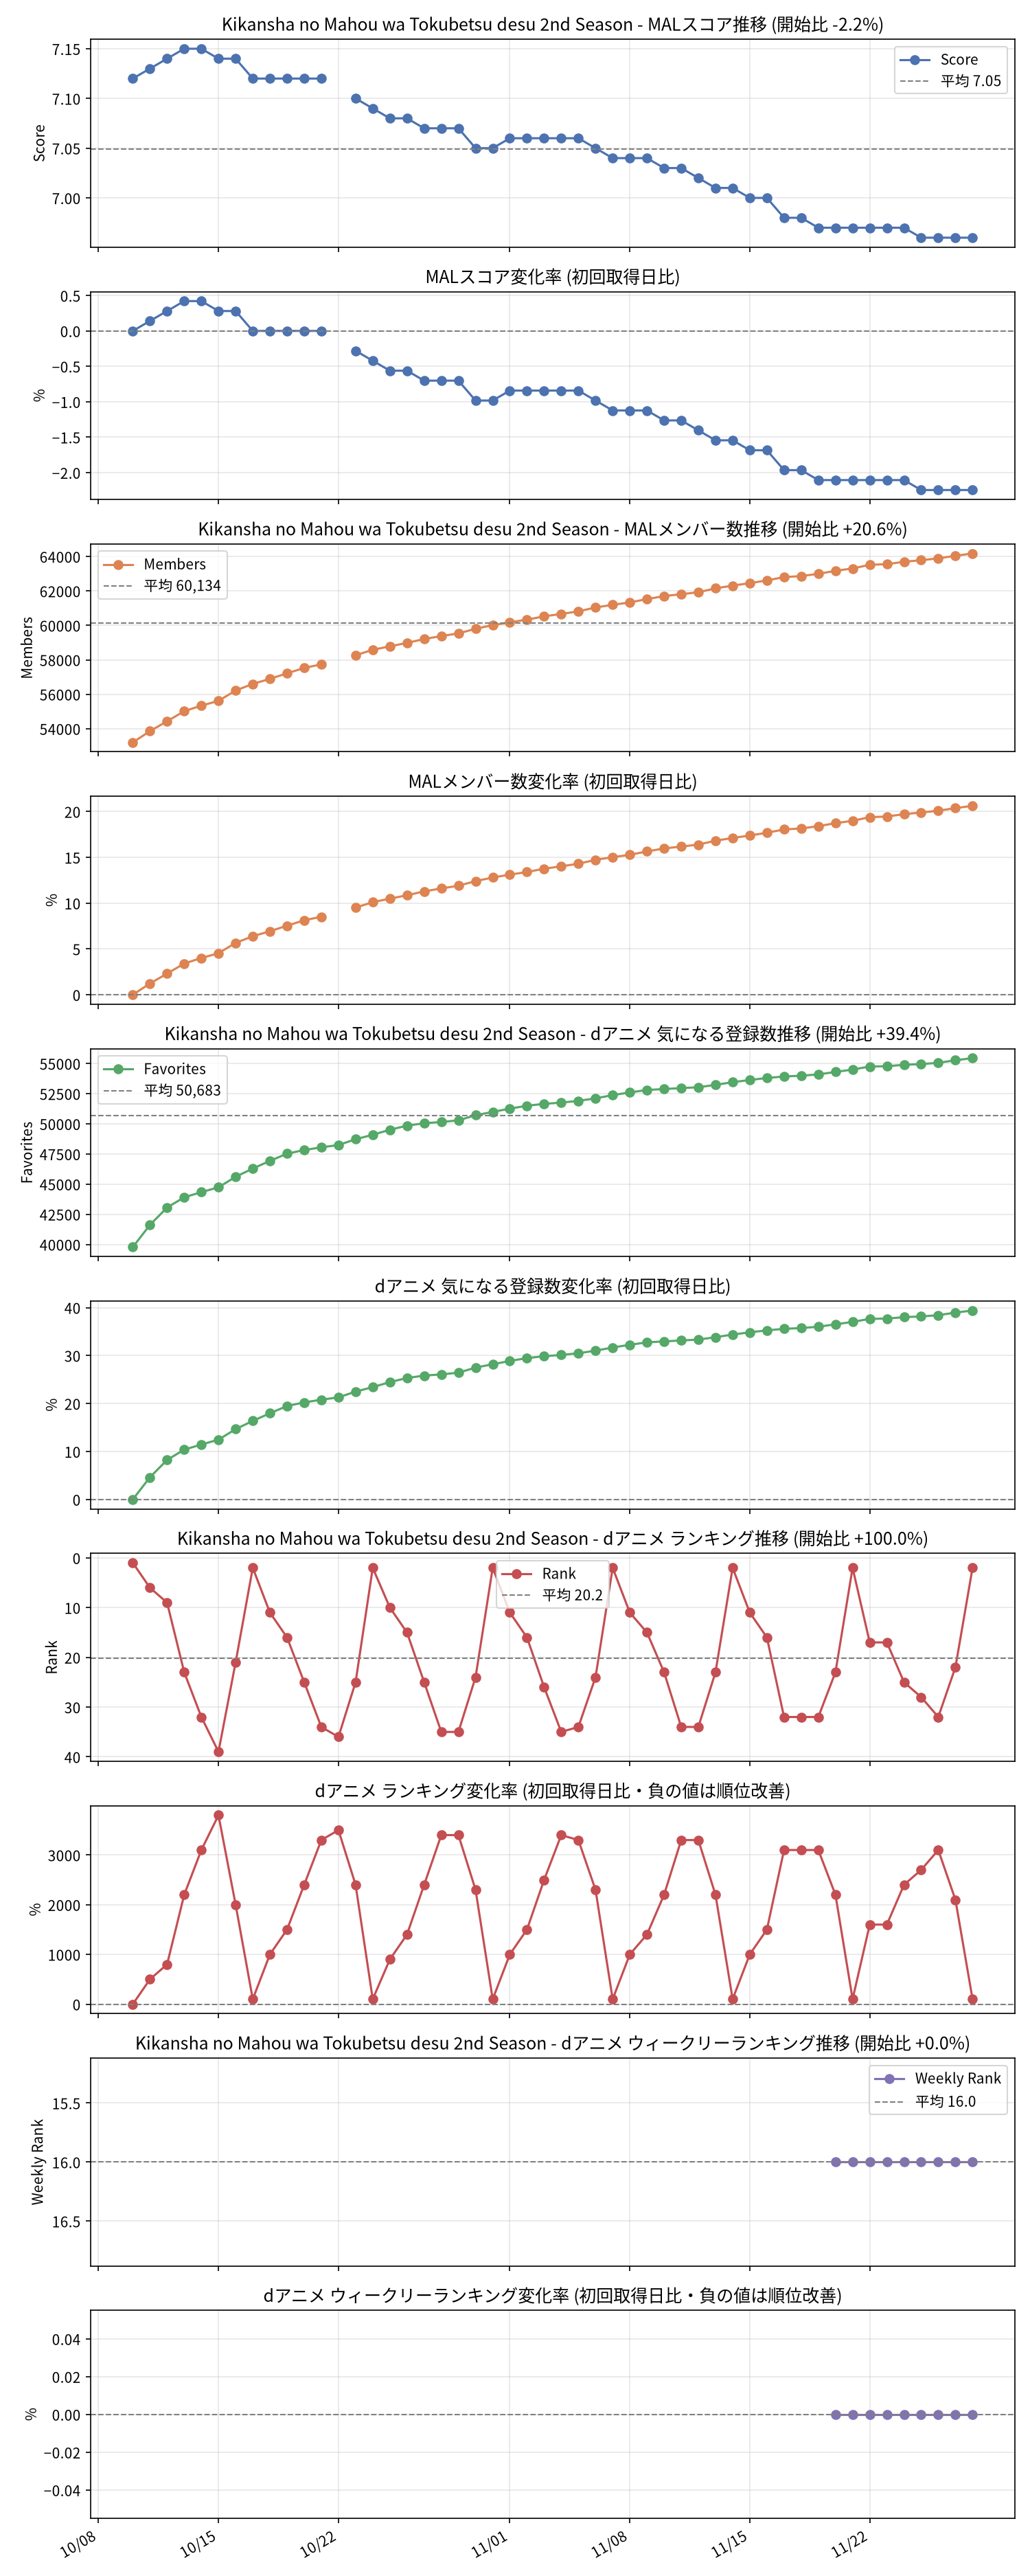 Kikansha no Mahou wa Tokubetsu desu 2nd Season - MALスコア推移 (開始比 -2.2%)
Score
7.15
7.10
7.05
7.00
Score
平均 7.05
MALスコア変化率 (初回取得日比)
%
0.5
0.0
−0.5
−1.0
−1.5
−2.0
Kikansha no Mahou wa Tokubetsu desu 2nd Season - MALメンバー数推移 (開始比 +20.6%)
Members
64000
62000
60000
58000
56000
54000
Members
平均 60,134
MALメンバー数変化率 (初回取得日比)
%
20
15
10
5
0
Kikansha no Mahou wa Tokubetsu desu 2nd Season - dアニメ 気になる登録数推移 (開始比 +39.4%)
Favorites
55000
52500
50000
47500
45000
42500
40000
Favorites
平均 50,683
dアニメ 気になる登録数変化率 (初回取得日比)
%
40
30
20
10
0
Kikansha no Mahou wa Tokubetsu desu 2nd Season - dアニメ ランキング推移 (開始比 +100.0%)
Rank
0
10
20
30
40
Rank
平均 20.2
dアニメ ランキング変化率 (初回取得日比・負の値は順位改善)
%
3000
2000
1000
0
Kikansha no Mahou wa Tokubetsu desu 2nd Season - dアニメ ウィークリーランキング推移 (開始比 +0.0%)
Weekly Rank
15.5
16.0
16.5
Weekly Rank
平均 16.0
dアニメ ウィークリーランキング変化率 (初回取得日比・負の値は順位改善)
%
0.04
0.02
0.00
−0.02
−0.04
10/08
10/15
10/22
11/01
11/08
11/15
11/22